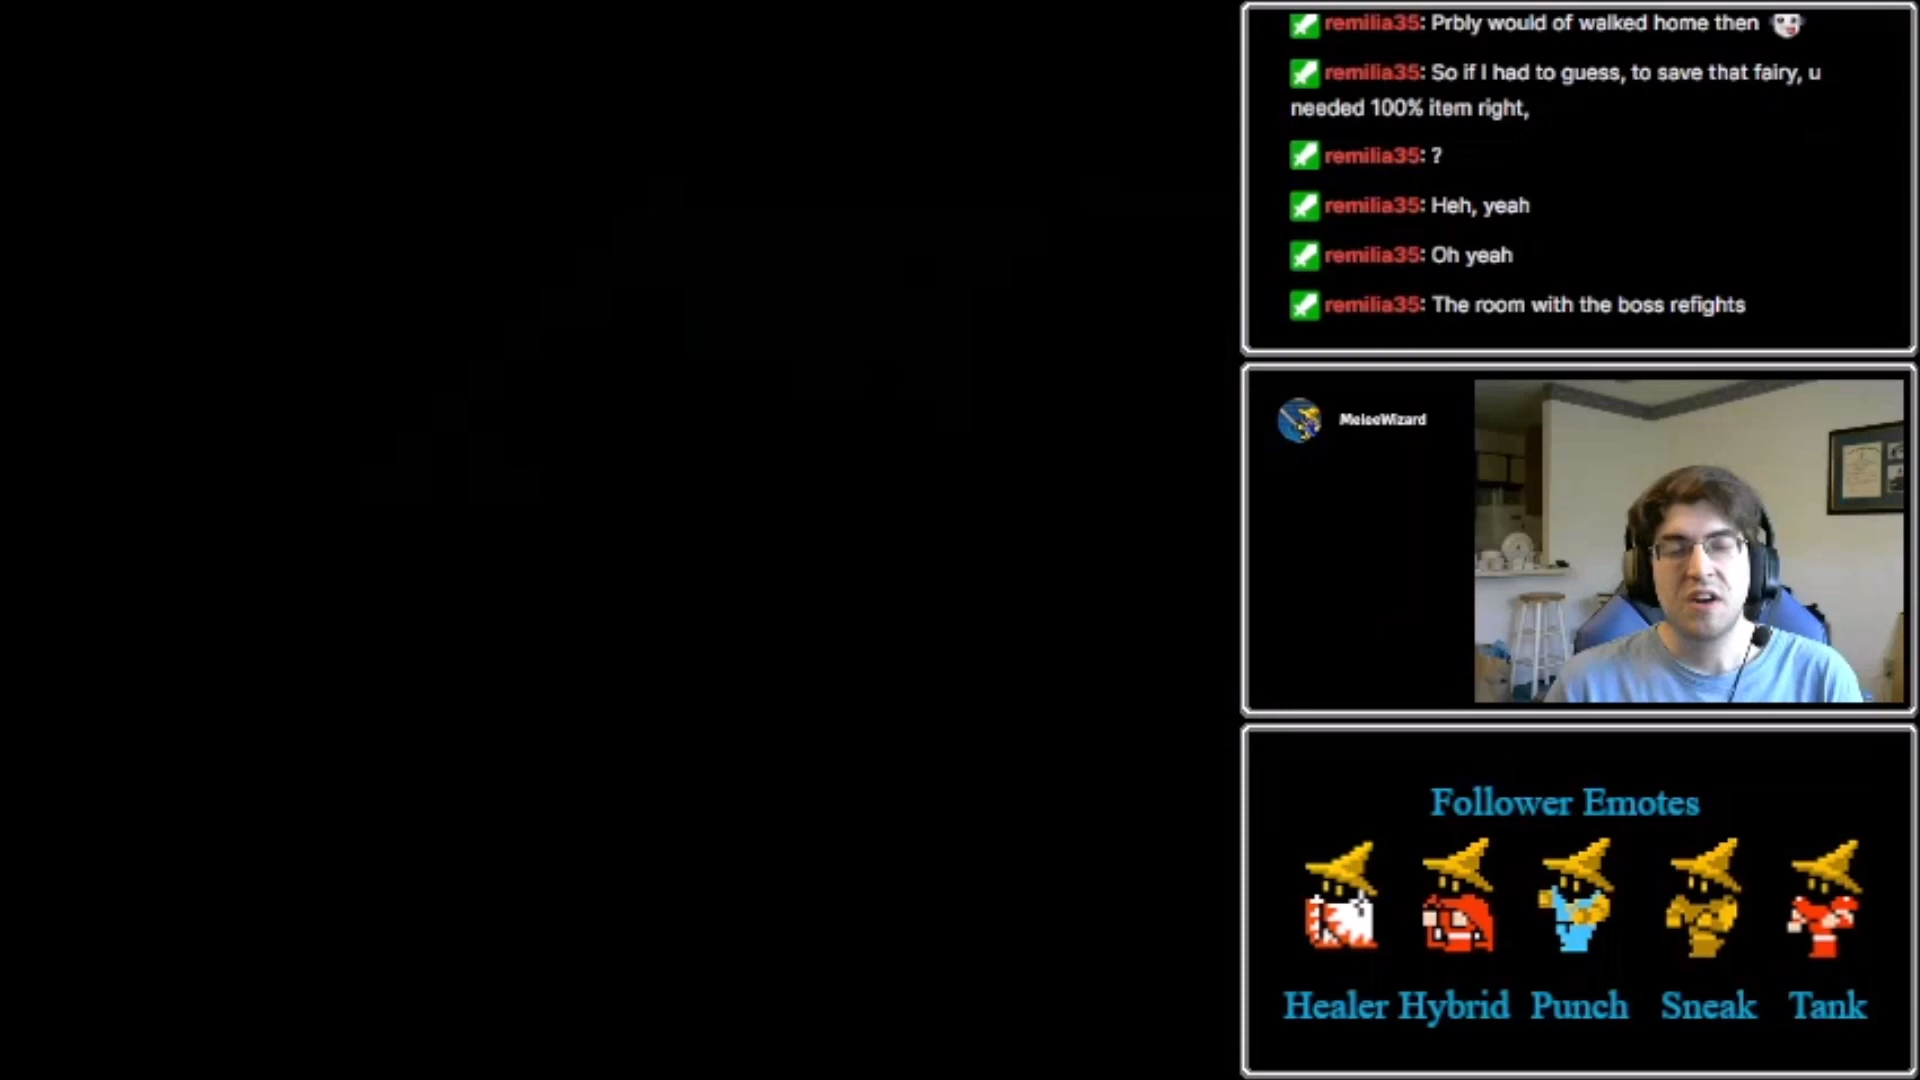 remilia35: Prbly would of walked home then
remilia35: So if I had to guess, to save that fairy, u
needed 100% item right,
remilia35: ?
remilia35: Heh, yeah
remilia35: Oh yeah
remilia35: The room with the boss refights
MeleeWizard
Follower Emotes
Healer Hybrid Punch Sneak Tank